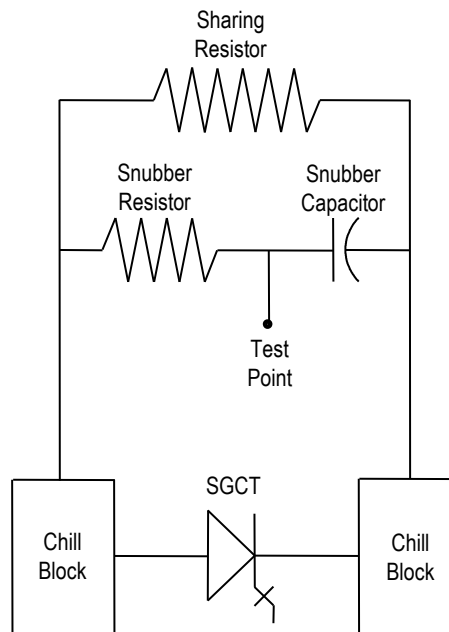 Sharing
Resistor
Snubber
Resistor
Snubber
Capacitor
Test
Point
SGCT
Chill
Block
Chill
Block